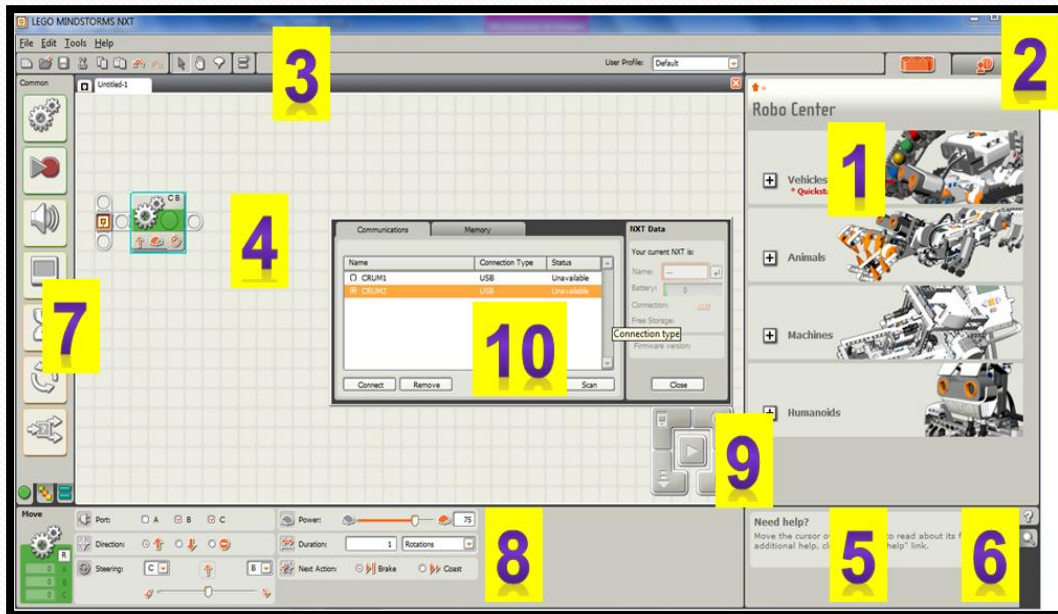 LEGO MINDSTORMS NXT
File Edit Tools Help
User Profile: Default
3
2
Common
Untitled-1
Robo Center
1
Vehicles
* Quicksta
Animals
Machines
Humanoids
C B
4
7
Communications Memory NXT Data
Your current NXT is:
Name Connection Type Status
CRUM1 USB Unavailable
CRUM2 USB Unavailable
Name: ---
Battery: 0
Connection:
Free Storage:
Connection type
Firmware version:
10
Connect Remove Scan Close
9
Move
Port: A B C
Direction:
Steering: C B
Power: 75
Duration: 1 Rotations
Next Action: Brake Coast
R
0 A
0 B
0 C
8
Need help?
Move the cursor to read about its
additional help, help" link.
5
6
?